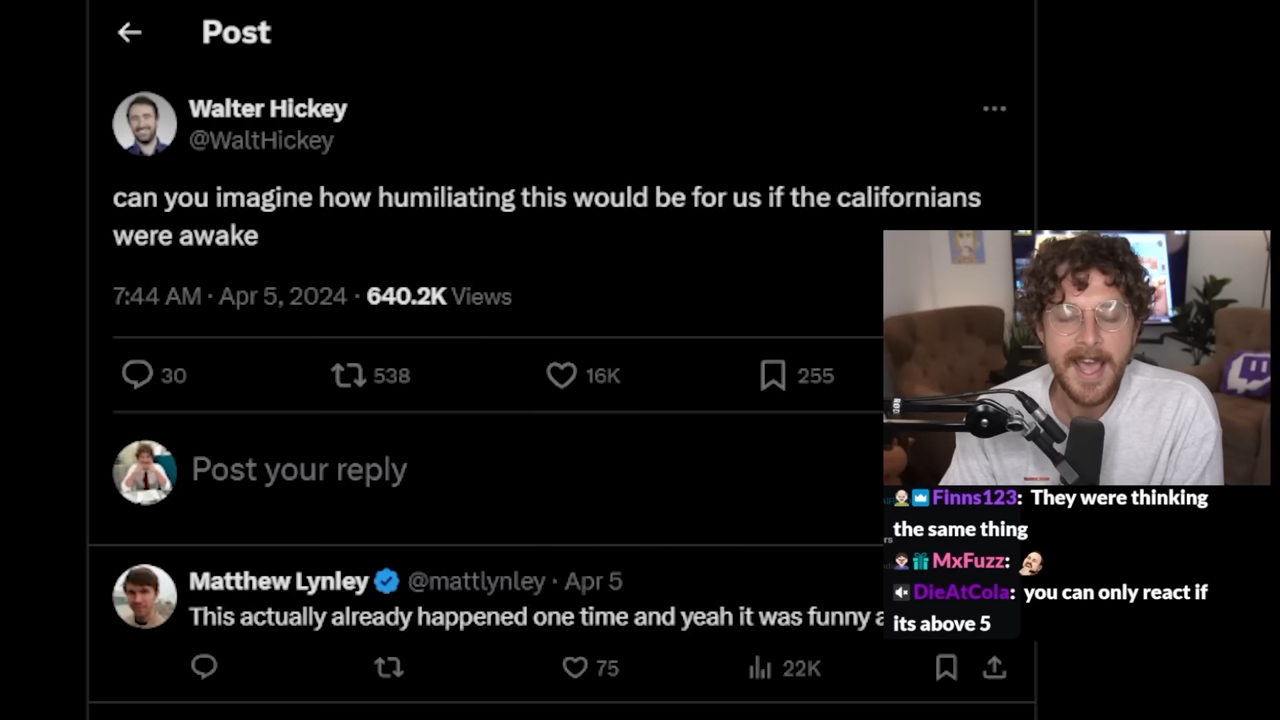 Post
Walter Hickey
@WaltHickey
can you imagine how humiliating this would be for us if the californians
were awake
7:44 AM · Apr 5, 2024 · 640.2K Views
30
538
16K
255
Post your reply
Matthew Lynley @mattlynley · Apr 5
This actually already happened one time and yeah it was funny a
75
22K
Finns123: They were thinking
the same thing
MxFuzz:
DieAtCola: you can only react if
its above 5